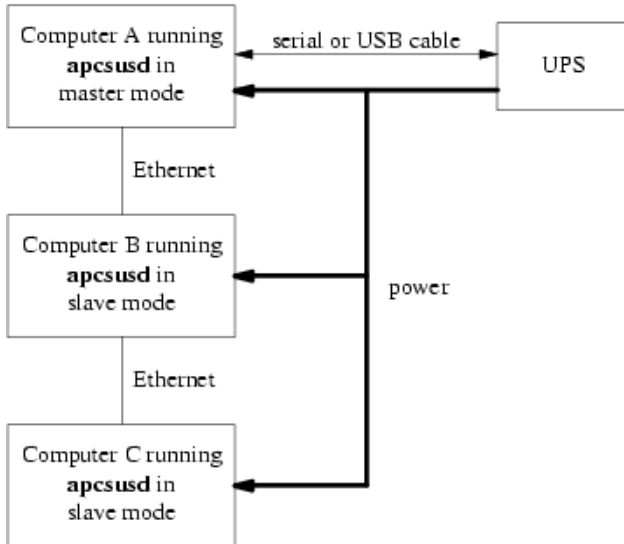 Computer A running
apcsusd in
master mode
serial or USB cable
UPS
Ethernet
Computer B running
apcsusd in
slave mode
power
Ethernet
Computer C running
apcsusd in
slave mode